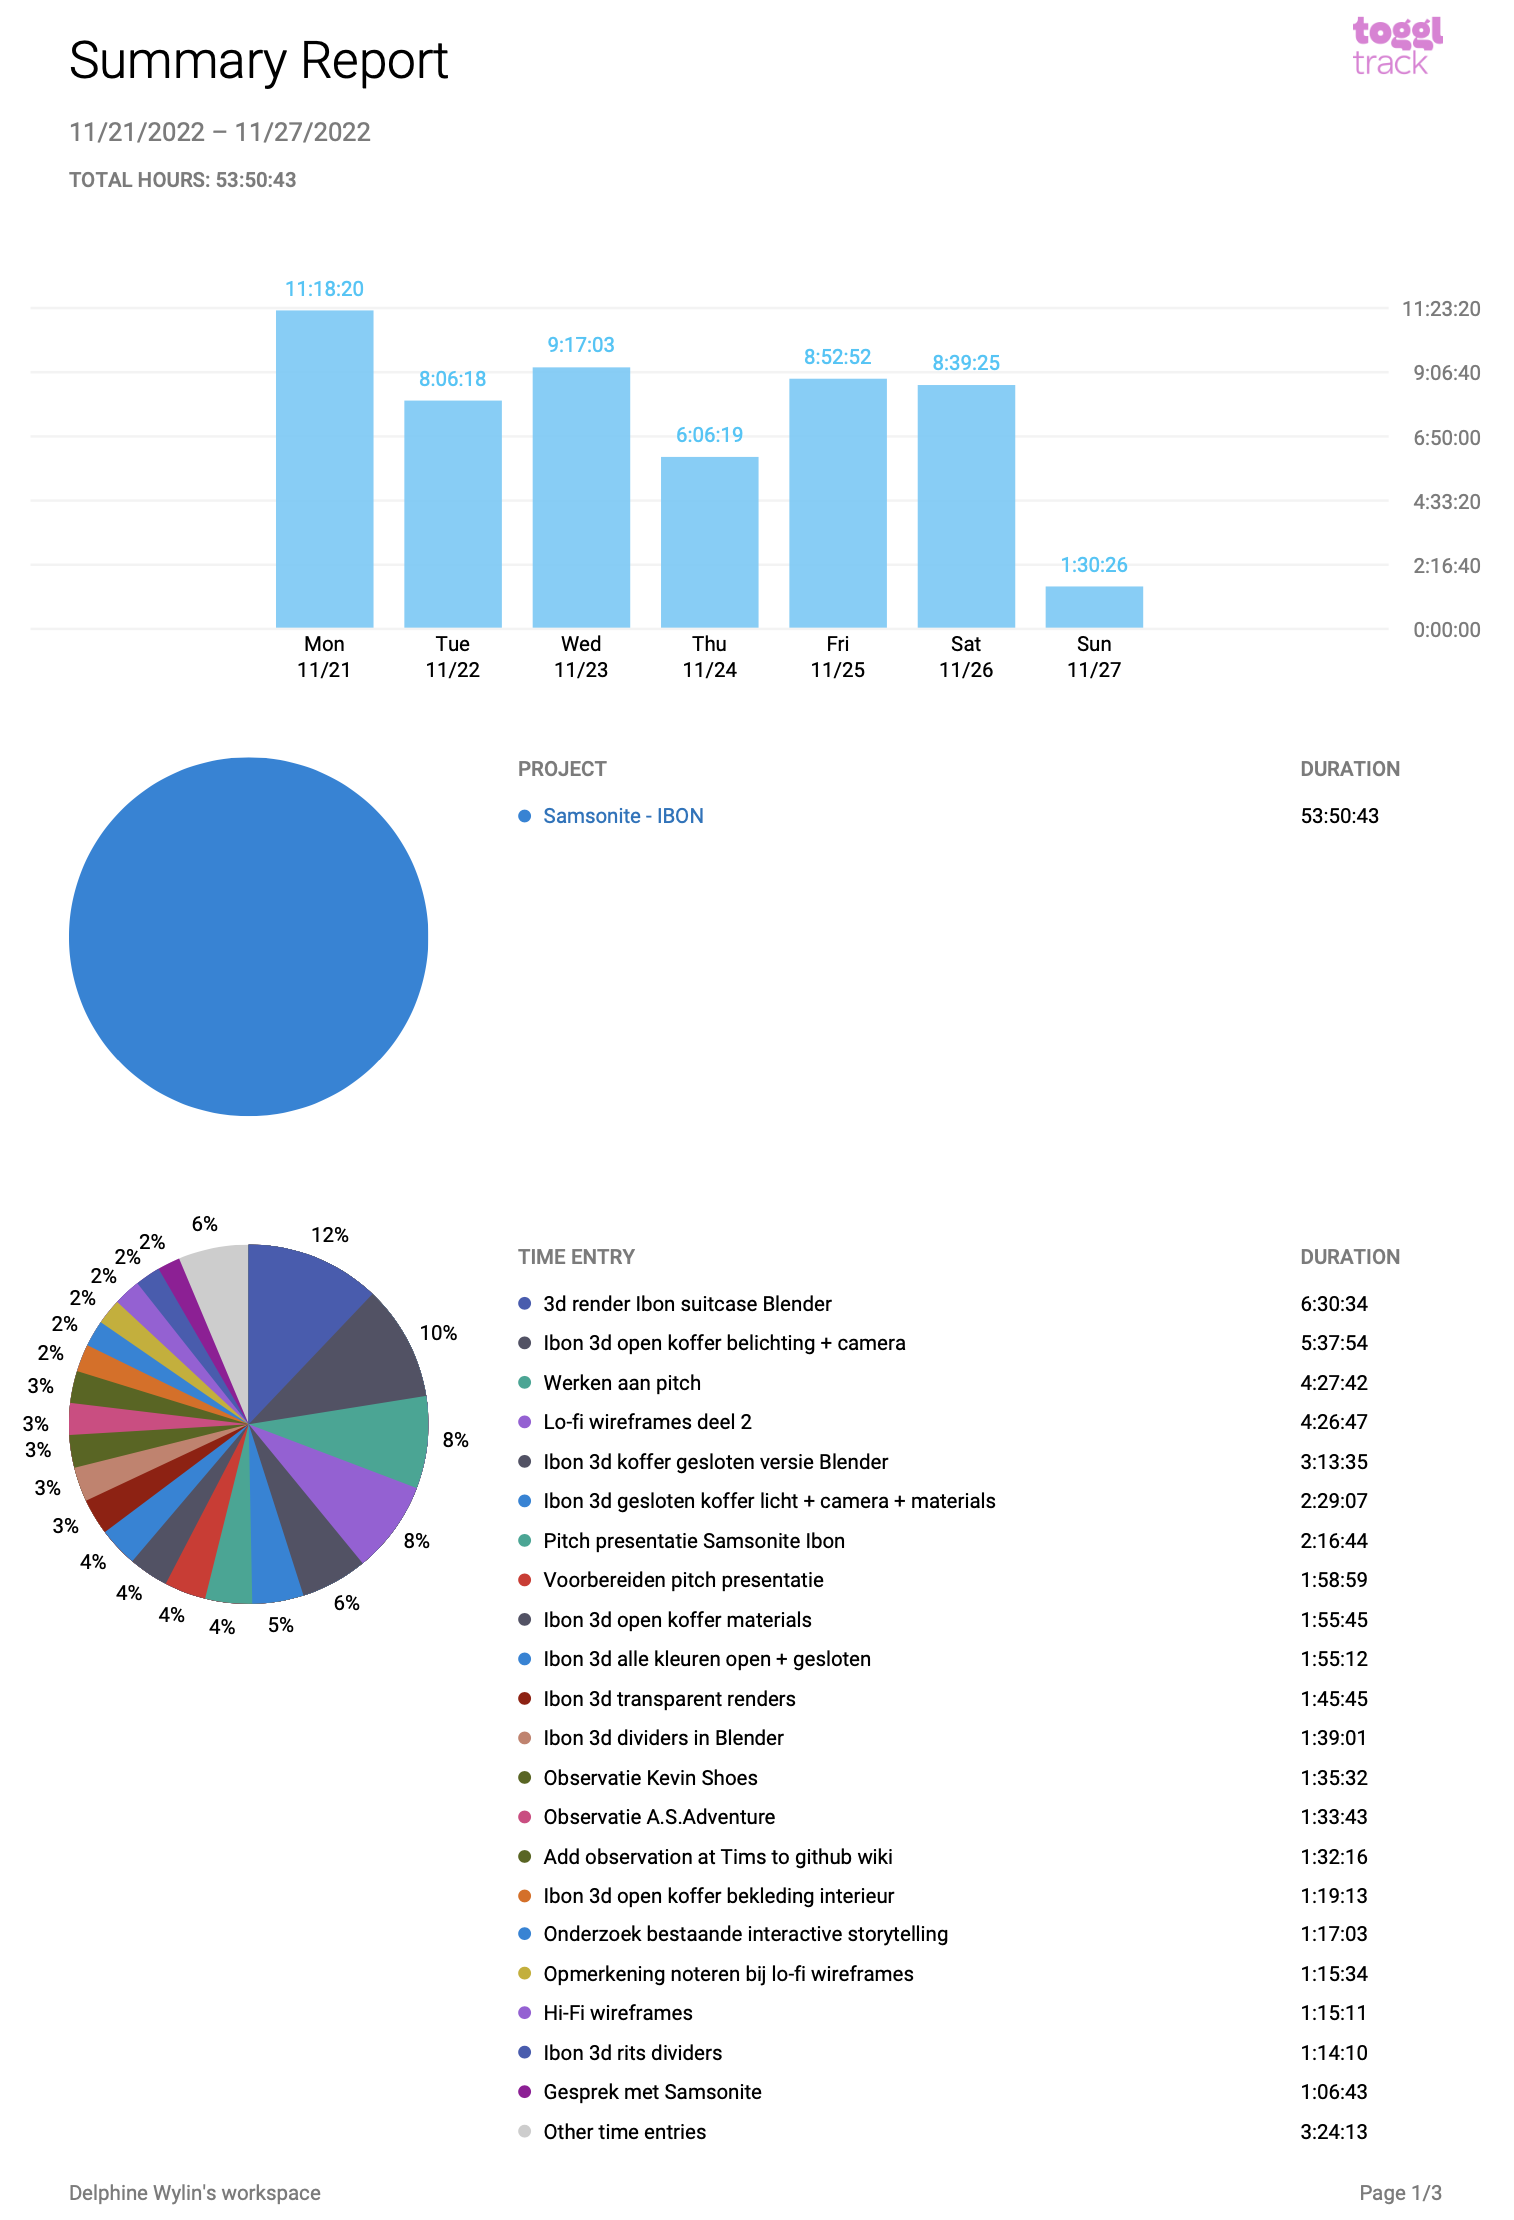 toggl
track
Summary Report
11/21/2022 – 11/27/2022
TOTAL HOURS: 53:50:43
11:18:20
8:06:18
9:17:03
6:06:19
8:52:52
8:39:25
1:30:26
11:23:20
9:06:40
6:50:00
4:33:20
2:16:40
0:00:00
Mon Tue Wed Thu Fri Sat Sun
11/21 11/22 11/23 11/24 11/25 11/26 11/27
PROJECT DURATION
Samsonite - IBON 53:50:43
12%
10%
8%
8%
6%
5%
4%
4%
4%
4%
3%
3%
3%
3%
3%
2%
2%
2%
2%
2%
2%
6%
TIME ENTRY DURATION
3d render Ibon suitcase Blender 6:30:34
Ibon 3d open koffer belichting + camera 5:37:54
Werken aan pitch 4:27:42
Lo-fi wireframes deel 2 4:26:47
Ibon 3d koffer gesloten versie Blender 3:13:35
Ibon 3d gesloten koffer licht + camera + materials 2:29:07
Pitch presentatie Samsonite Ibon 2:16:44
Voorbereiden pitch presentatie 1:58:59
Ibon 3d open koffer materials 1:55:45
Ibon 3d alle kleuren open + gesloten 1:55:12
Ibon 3d transparent renders 1:45:45
Ibon 3d dividers in Blender 1:39:01
Observatie Kevin Shoes 1:35:32
Observatie A.S.Adventure 1:33:43
Add observation at Tims to github wiki 1:32:16
Ibon 3d open koffer bekleding interieur 1:19:13
Onderzoek bestaande interactive storytelling 1:17:03
Opmerkening noteren bij lo-fi wireframes 1:15:34
Hi-Fi wireframes 1:15:11
Ibon 3d rits dividers 1:14:10
Gesprek met Samsonite 1:06:43
Other time entries 3:24:13
Delphine Wylin's workspace Page 1/3